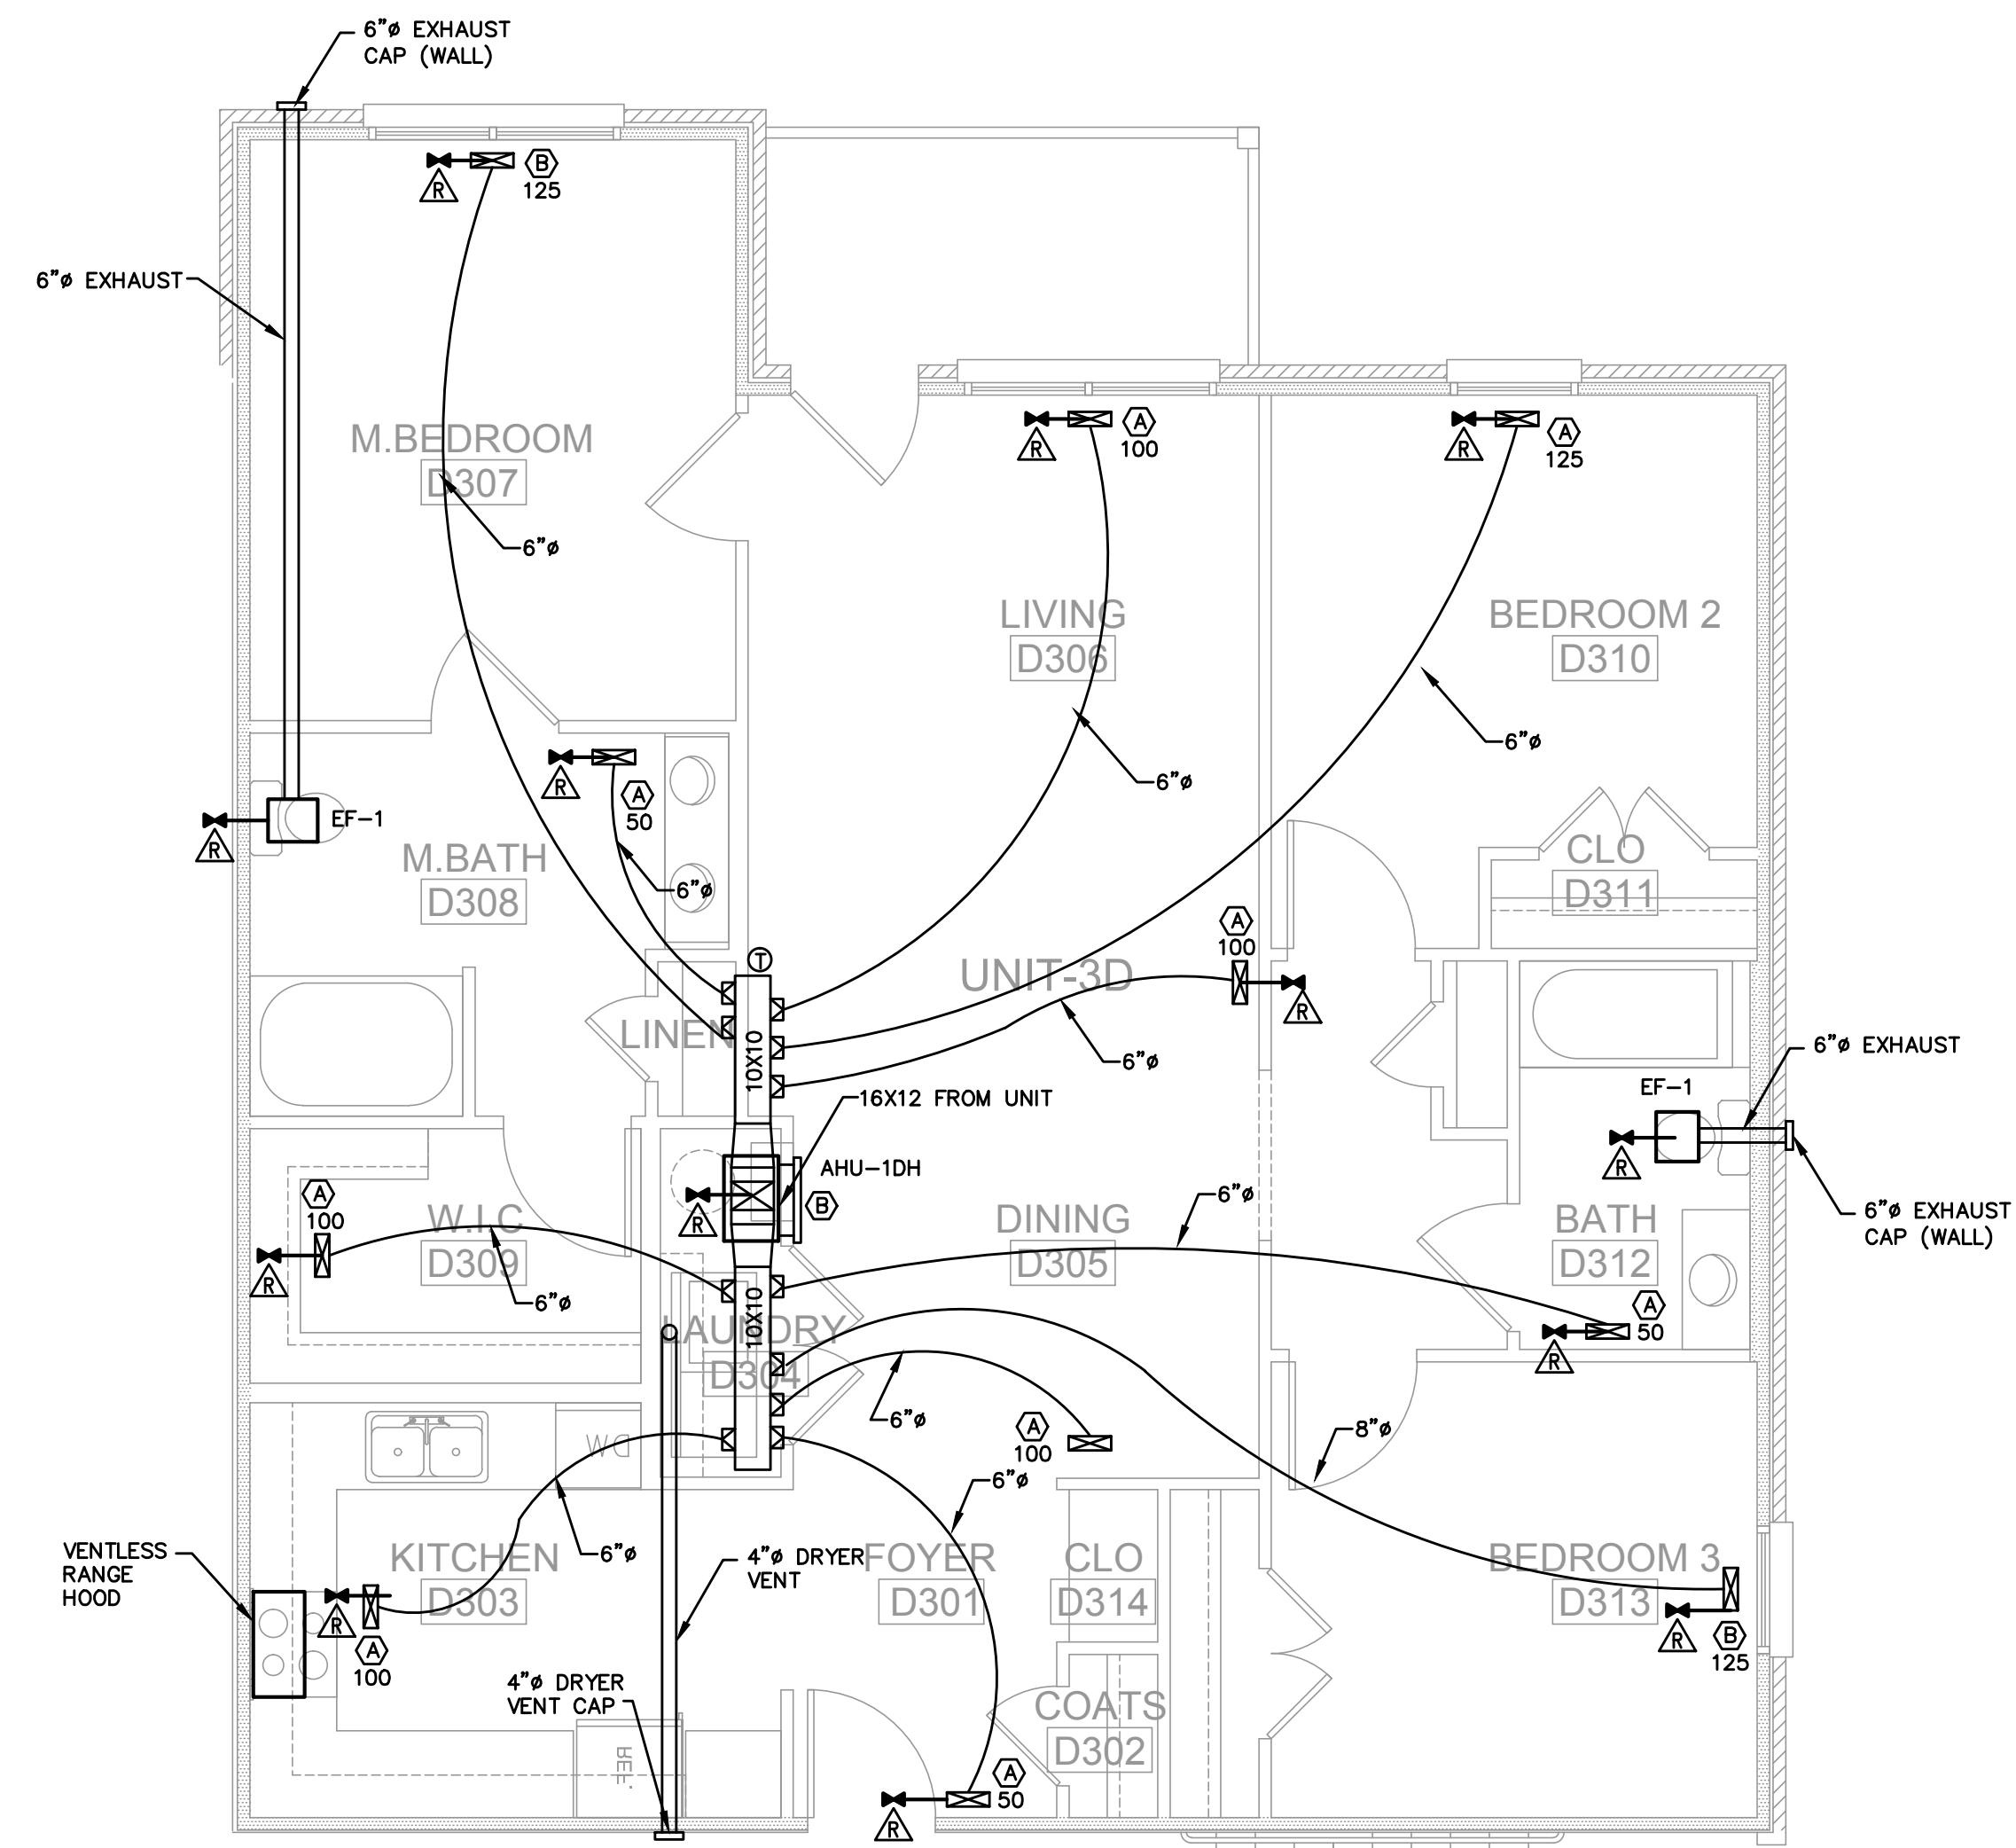 6"ø EXHAUST
CAP (WALL)
B
125
R
6"ø EXHAUST
M.BEDROOM
D307
6"ø
A
100
R
A
125
R
LIVING
D306
BEDROOM 2
D310
6"ø
6"ø
R
A
50
EF-1
R
M.BATH
D308
6"ø
CLO
D311
A
100
T
UNIT-3D
R
LINEN
10X10
6"ø
6"ø EXHAUST
EF-1
R
16X12 FROM UNIT
AHU-1DH
B
R
6"ø EXHAUST
CAP (WALL)
A
100
R
W.I.C
D309
6"ø
6"ø
DINING
D305
BATH
D312
A
50
R
10X10
LAUNDRY
D304
6"ø
A
100
8"ø
DW
6"ø
VENTLESS
RANGE
HOOD
KITCHEN
D303
6"ø
4"ø DRYER
VENT
FOYER
D301
CLO
D314
BEDROOM 3
D313
R
A
100
R
B
125
4"ø DRYER
VENT CAP
COATS
D302
REF.
A
50
R